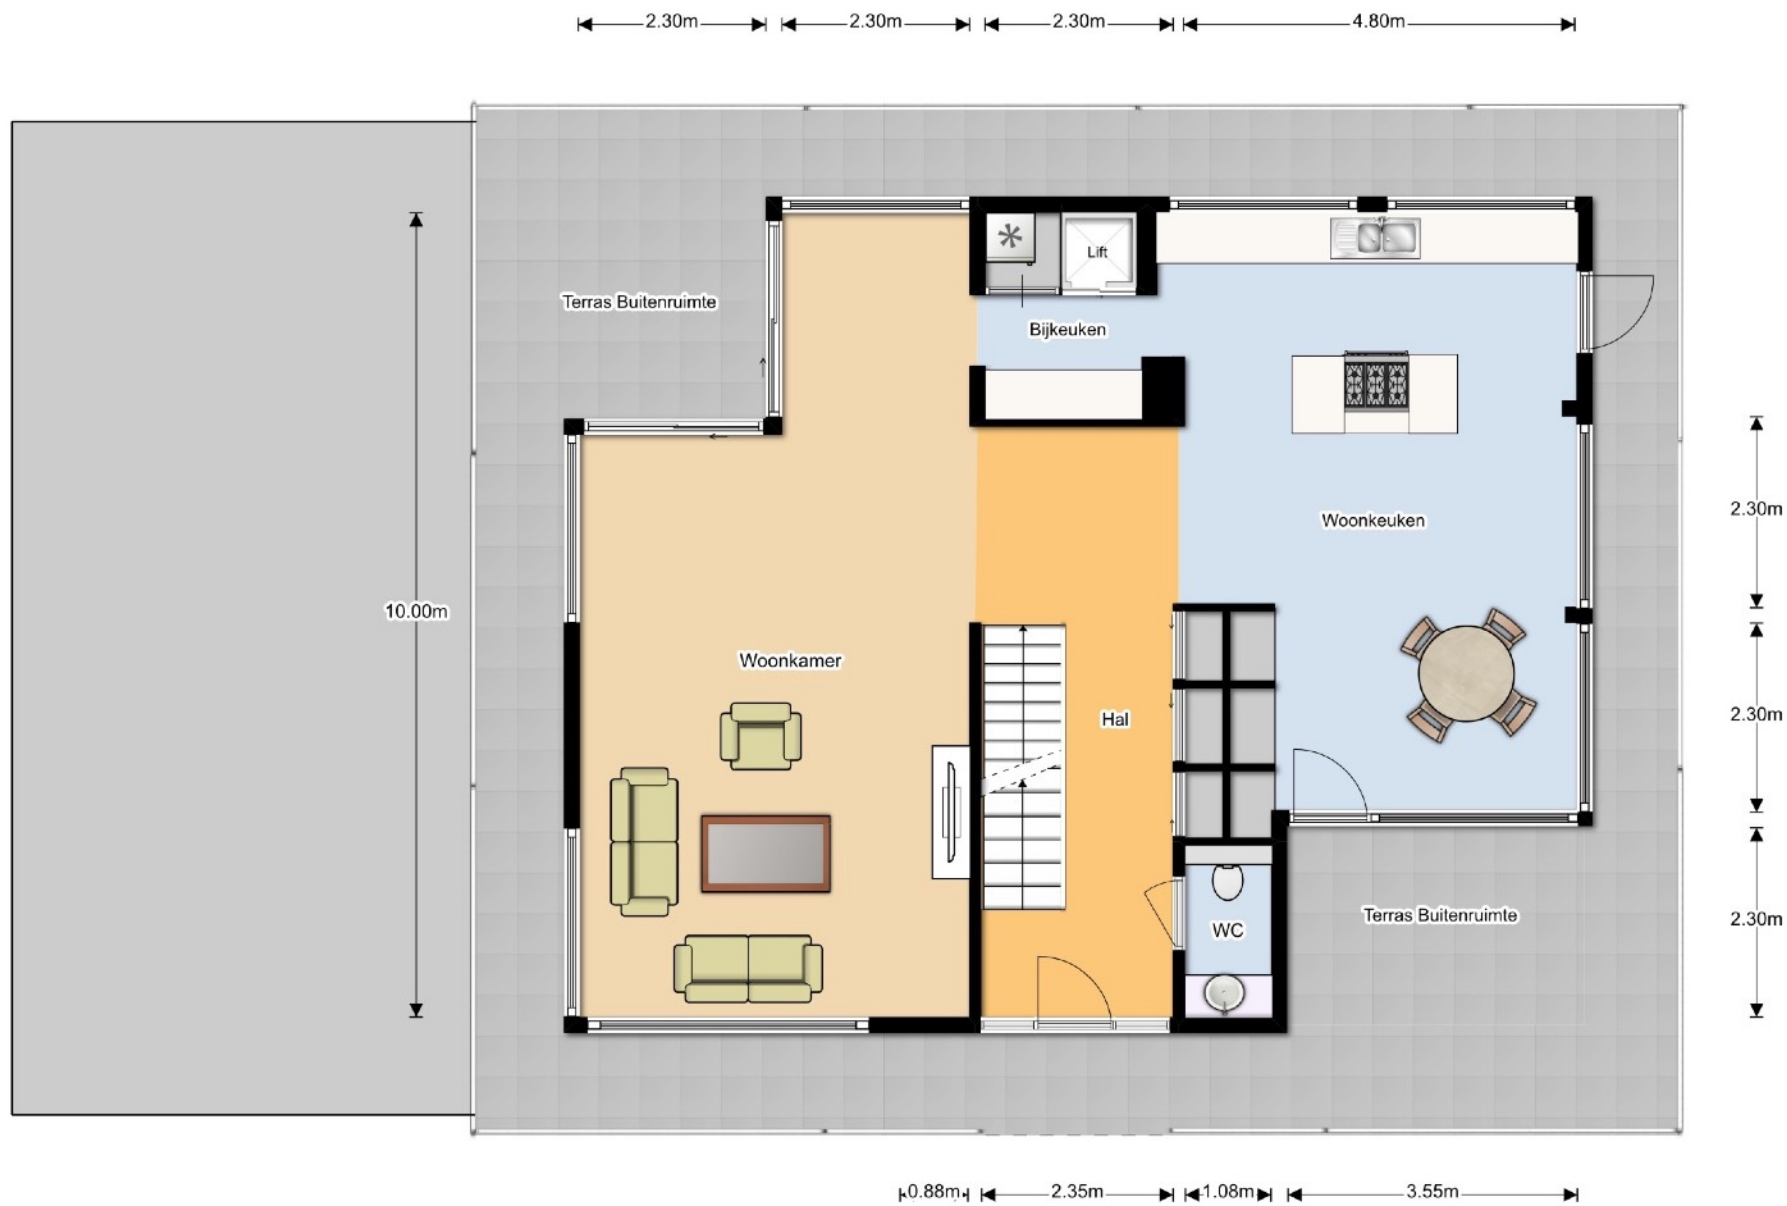 2.30m
2.30m
2.30m
4.80m
Lift
Terras Buitenruimte
Bijkeuken
2.30m
Woonkeuken
10.00m
Woonkamer
2.30m
Hal
Terras Buitenruimte
2.30m
WC
0.88m
2.35m
1.08m
3.55m